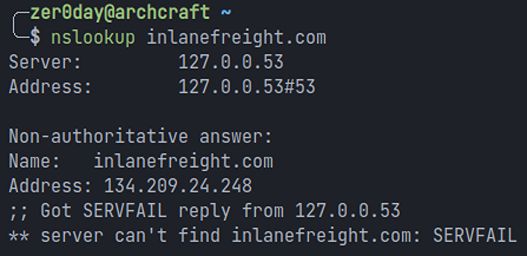 zer0day@archcraft ~
$ nslookup inlanefreight.com
Server:         127.0.0.53
Address:        127.0.0.53#53

Non-authoritative answer:
Name:   inlanefreight.com
Address: 134.209.24.248
;; Got SERVFAIL reply from 127.0.0.53
** server can't find inlanefreight.com: SERVFAIL